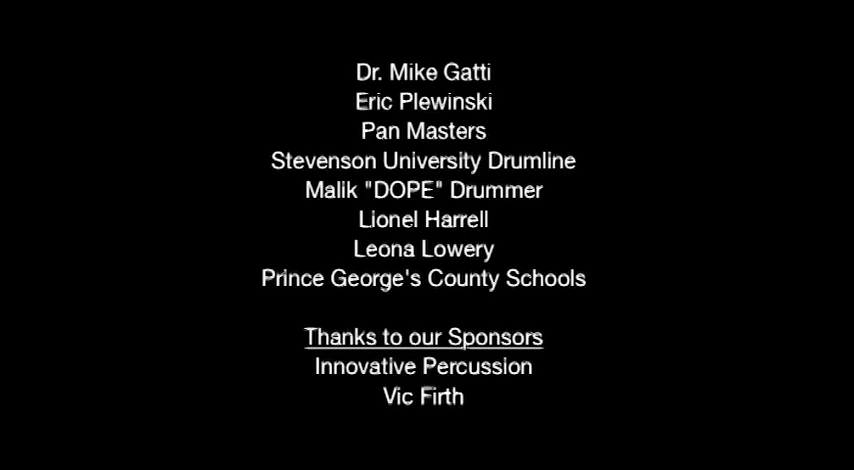 Dr. Mike Gatti
Eric Plewinski
Pan Masters
Stevenson University Drumline
Malik "DOPE" Drummer
Lionel Harrell
Leona Lowery
Prince George's County Schools
Thanks to our Sponsors
Innovative Percussion
Vic Firth